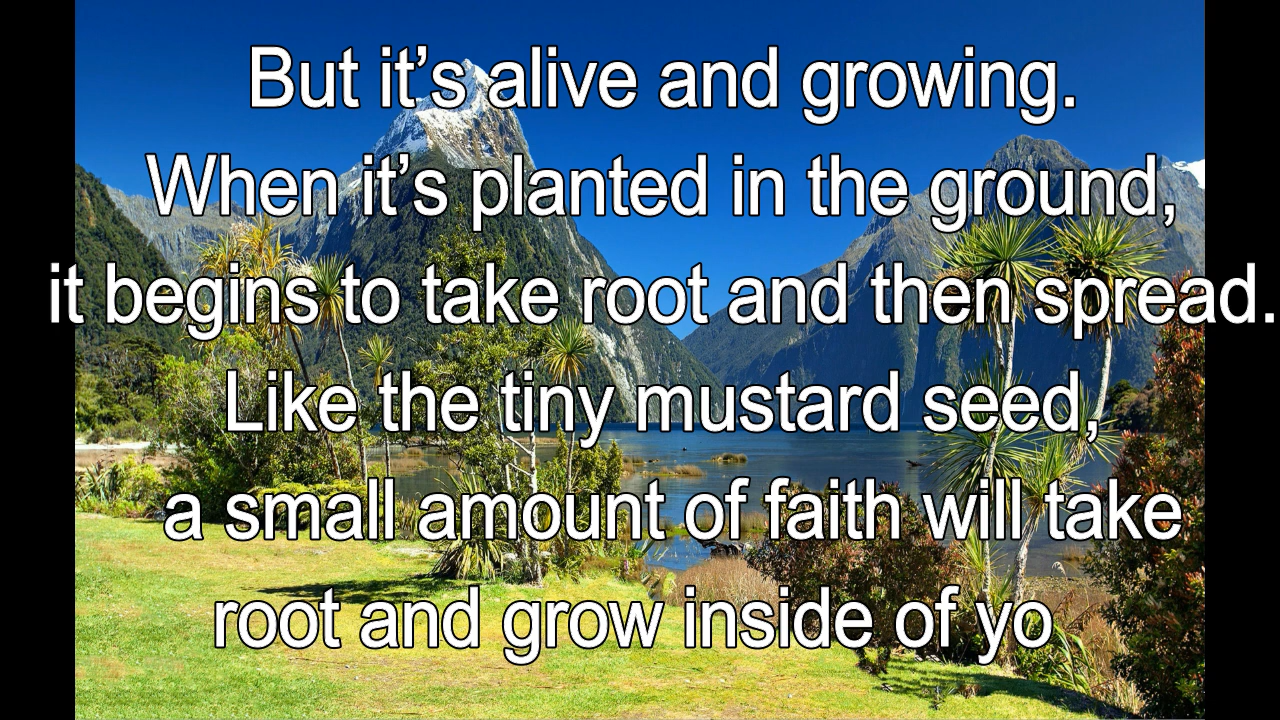 But it’s alive and growing.
When it’s planted in the ground,
it begins to take root and then spread.
Like the tiny mustard seed,
a small amount of faith will take
root and grow inside of yo